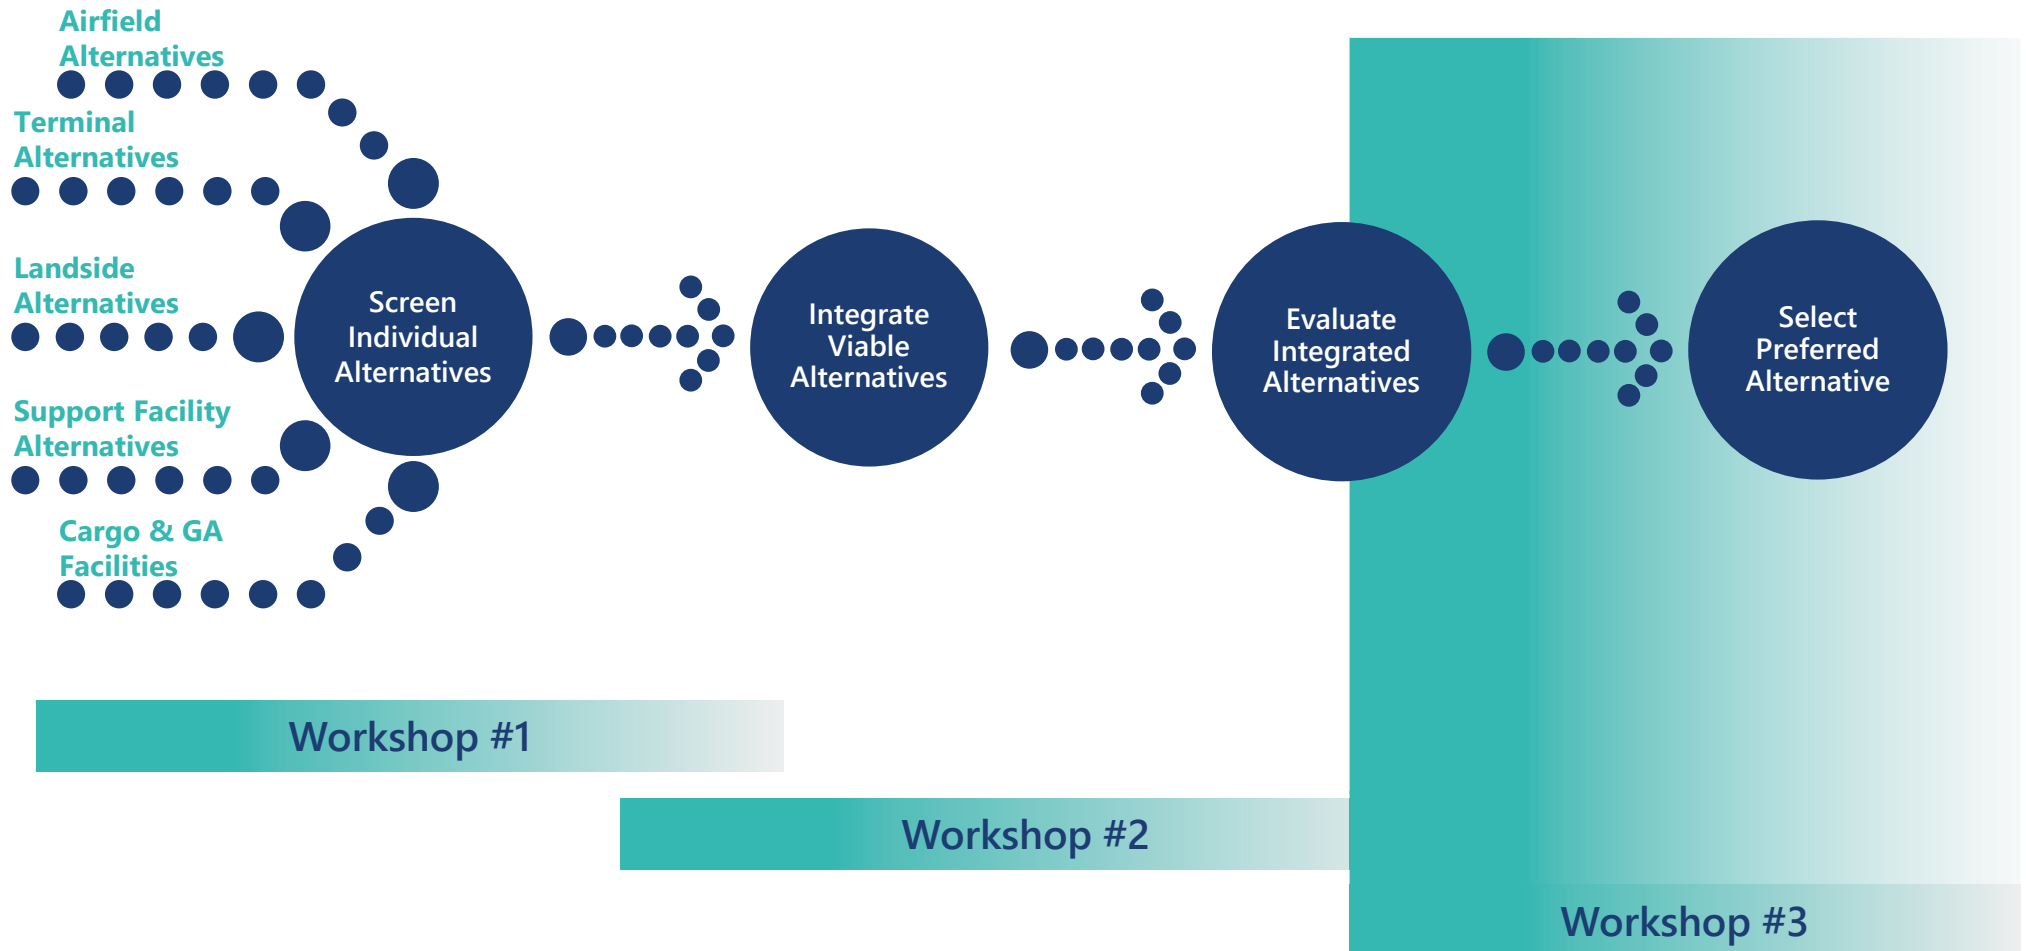 Airfield
Alternatives
Terminal
Alternatives
Landside
Alternatives
Support Facility
Alternatives
Cargo & GA
Facilities
Screen
Individual
Alternatives
Integrate
Viable
Alternatives
Evaluate
Integrated
Alternatives
Select
Preferred
Alternative
Workshop #1
Workshop #2
Workshop #3